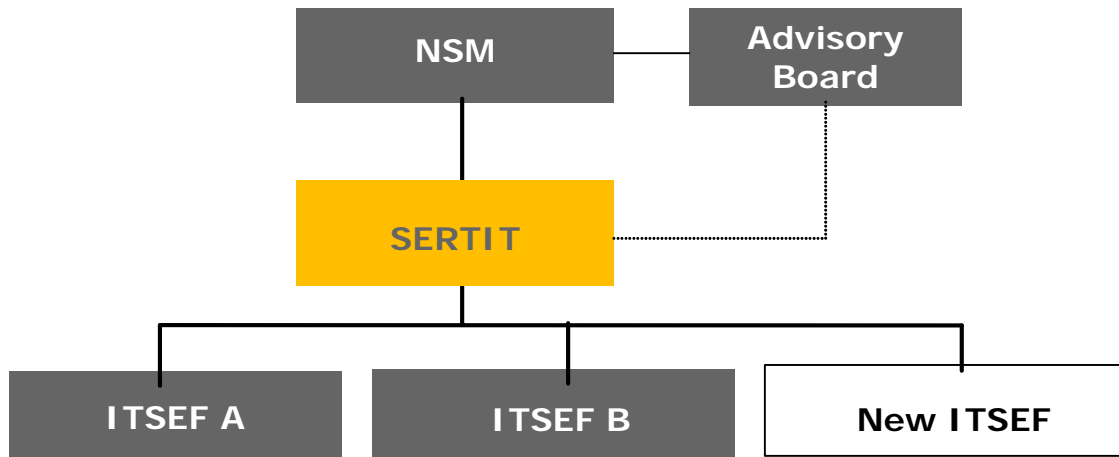 NSM
Advisory
Board
SERTIT
ITSEF A
ITSEF B
New ITSEF